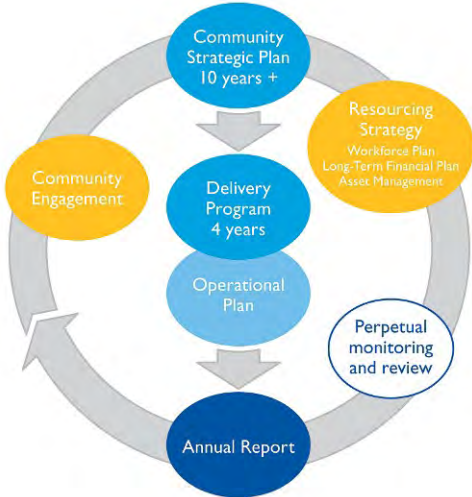 Community
Strategic Plan
10 years +
Resourcing
Strategy
Workforce Plan
Long-Term Financial Plan
Asset Management
Community
Engagement
Delivery
Program
4 years
Operational
Plan
Perpetual
monitoring
and review
Annual Report